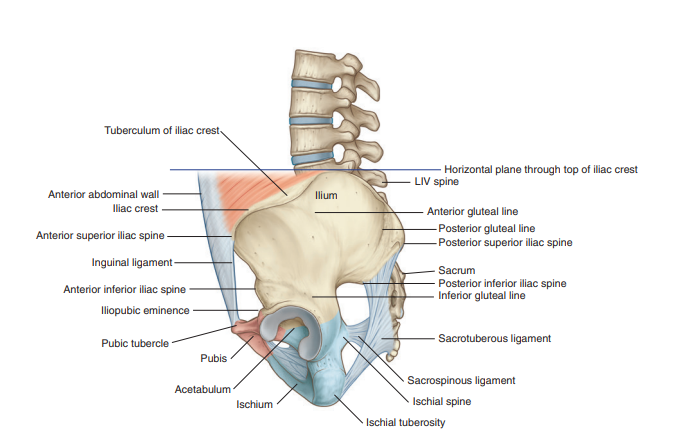 Tuberculum of iliac crest
Horizontal plane through top of iliac crest
LIV spine
Anterior abdominal wall
Ilium
Iliac crest
Anterior gluteal line
Posterior gluteal line
Anterior superior iliac spine
Posterior superior iliac spine
Inguinal ligament
Sacrum
Posterior inferior iliac spine
Anterior inferior iliac spine
Inferior gluteal line
Iliopubic eminence
Pubic tubercle
Sacrotuberous ligament
Pubis
Acetabulum
Sacrospinous ligament
Ischium
Ischial spine
Ischial tuberosity